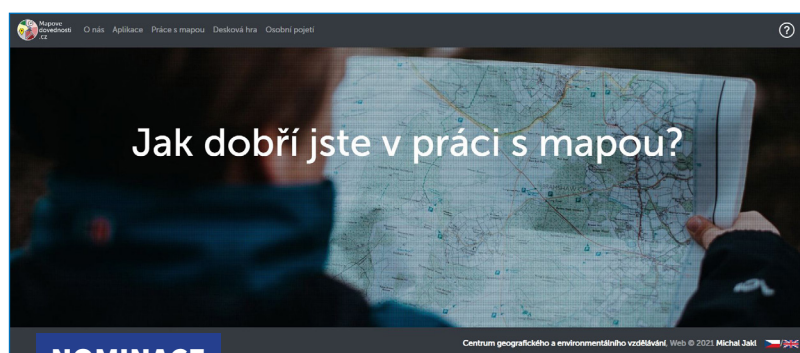 Mapove
dovednosti
.cz
O nás Aplikace Práce s mapou Desková hra Osobní pojetí
?
Jak dobří jste v práci s mapou?
Centrum geografického a environmentálního vzdělávání, Web © 2021 Michal Jakl
/
NOMINACE